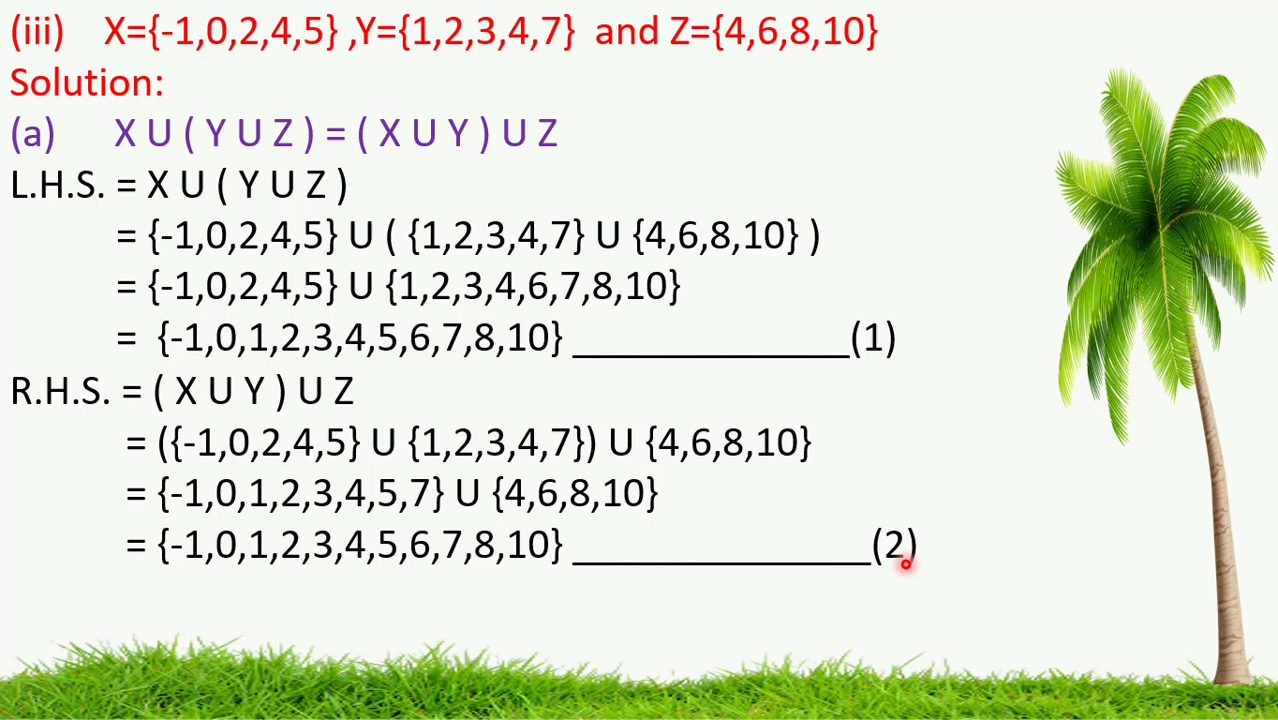 (iii) X={-1,0,2,4,5} ,Y={1,2,3,4,7} and Z={4,6,8,10}
Solution:
(a) X U ( Y U Z ) = ( X U Y ) U Z
L.H.S. = X U ( Y U Z )
= {-1,0,2,4,5} U ( {1,2,3,4,7} U {4,6,8,10} )
= {-1,0,2,4,5} U {1,2,3,4,6,7,8,10}
= {-1,0,1,2,3,4,5,6,7,8,10} _____________(1)
R.H.S. = ( X U Y ) U Z
= ({-1,0,2,4,5} U {1,2,3,4,7}) U {4,6,8,10}
= {-1,0,1,2,3,4,5,7} U {4,6,8,10}
= {-1,0,1,2,3,4,5,6,7,8,10} ______________(2)